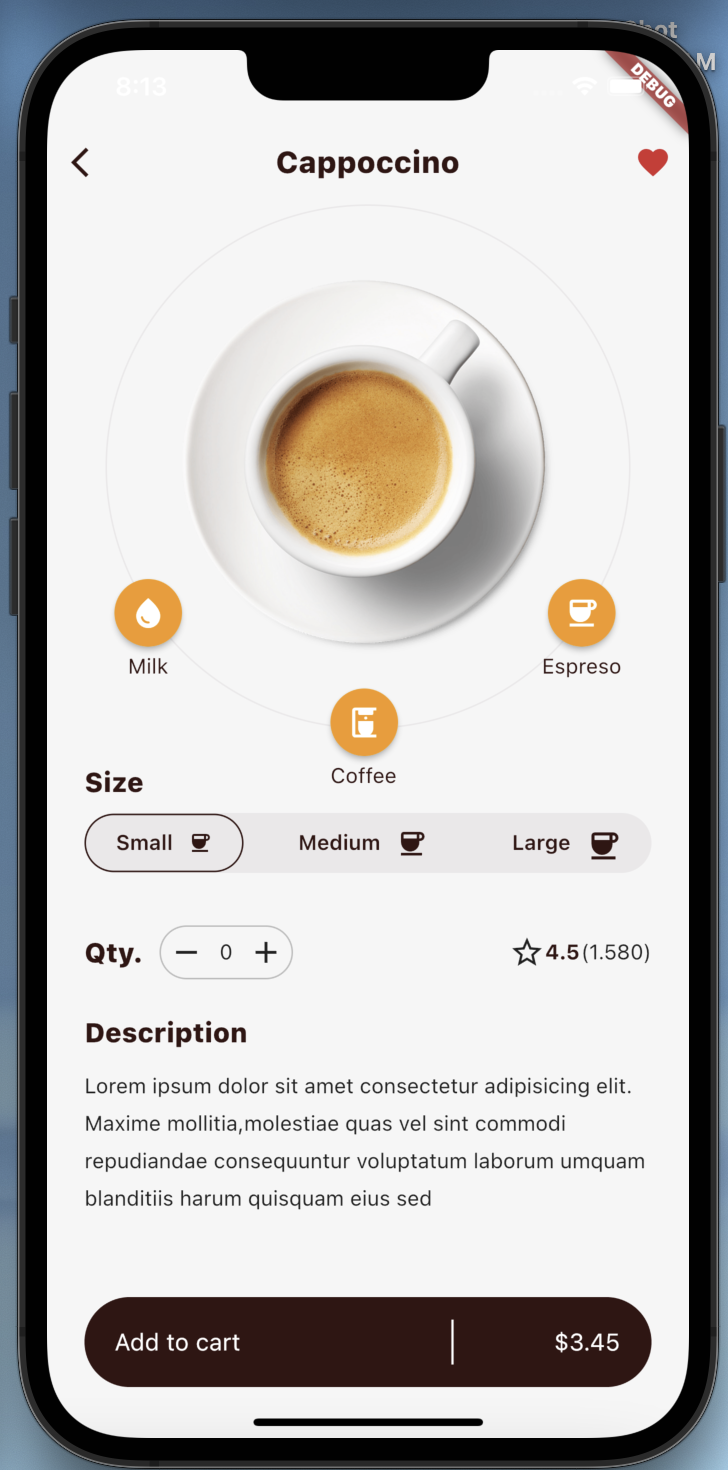 8:13
DEBUG
M
Cappoccino
Milk
Espreso
Coffee
Size
Small
Medium
Large
Qty.
0
4.5(1.580)
Description
Lorem ipsum dolor sit amet consectetur adipisicing elit.
Maxime mollitia,molestiae quas vel sint commodi
repudiandae consequuntur voluptatum laborum umquam
blanditiis harum quisquam eius sed
Add to cart
$3.45